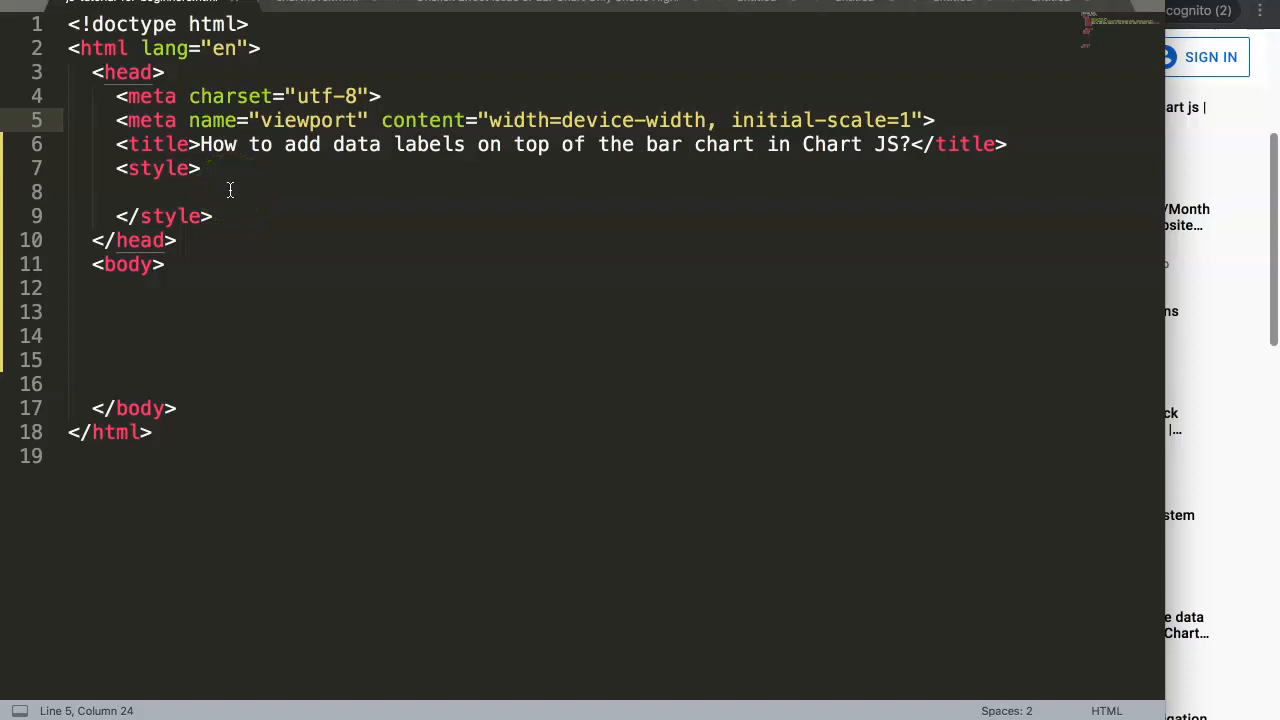 cognito (2)
1 <!doctype html>
2 <html lang="en">
SIGN IN
3 <head>
4 <meta charset="utf-8">
art js |
5 <meta name="viewport" content="width=device-width, initial-scale=1">
6 <title>How to add data labels on top of the bar chart in Chart JS?</title>
7 <style>
8
/Month
osite...
9 </style>
10 </head>
11 <body>
12
13
ns
14
15
16
17 </body>
ck
|...
18 </html>
19
stem
e data
Chart...
Line 5, Column 24
Spaces: 2
HTML
igation